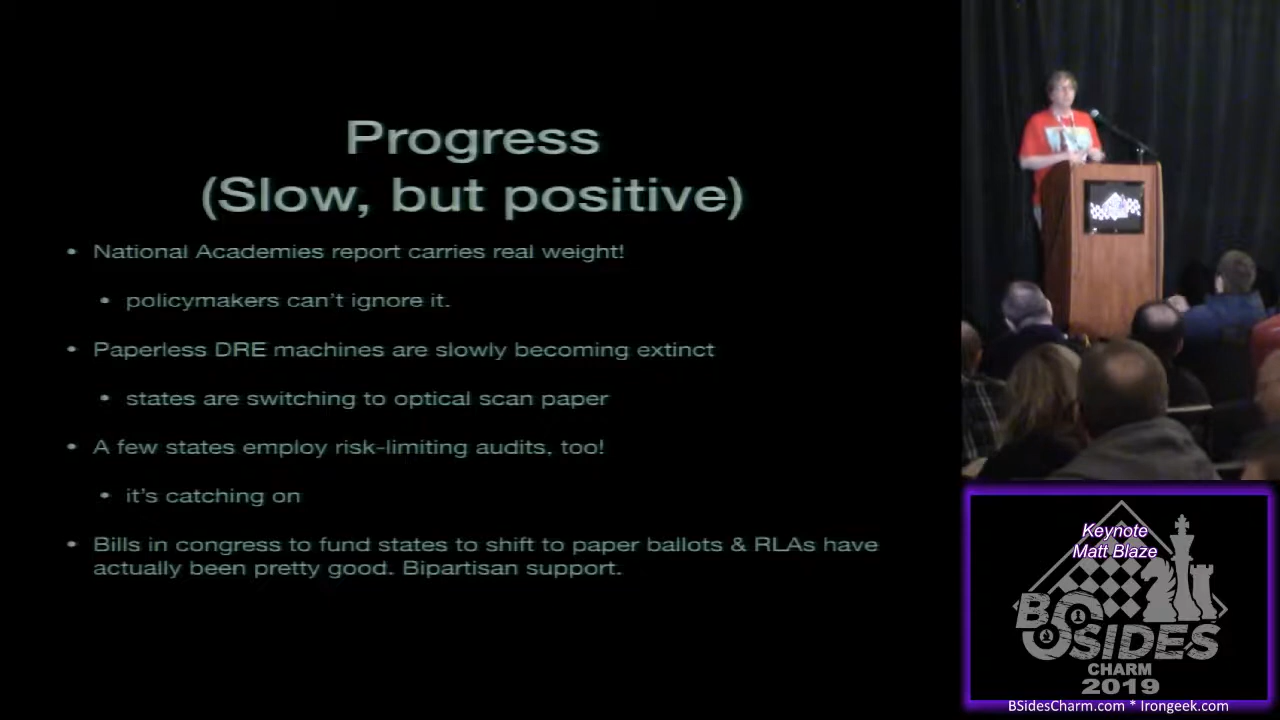 Progress
(Slow, but positive)
• National Academies report carries real weight!
• policymakers can't ignore it.
• Paperless DRE machines are slowly becoming extinct
• states are switching to optical scan paper
• A few states employ risk-limiting audits, too!
• it's catching on
• Bills in congress to fund states to shift to paper ballots & RLAs have
actually been pretty good. Bipartisan support.
Keynote
Matt Blaze
BSIDES
CHARM
2019
BSidesCharm.com * Irongeek.com